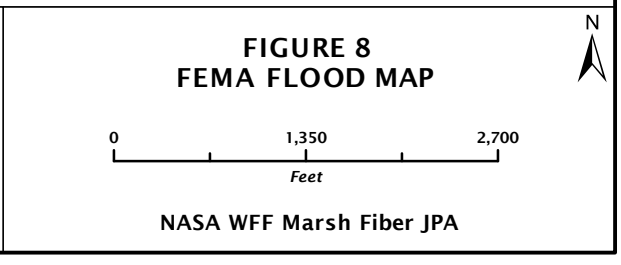 N
FIGURE 8
FEMA FLOOD MAP
0 1,350 2,700
Feet
NASA WFF Marsh Fiber JPA